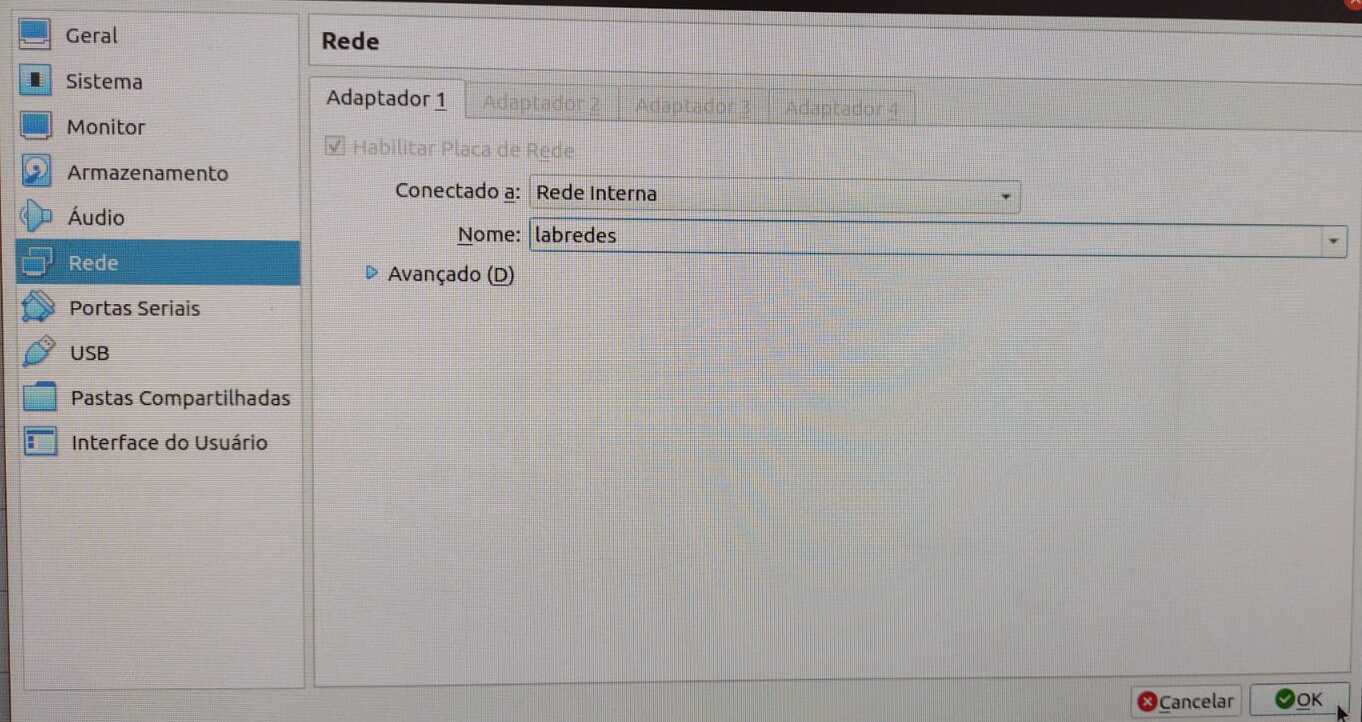 Geral
Sistema
Monitor
Armazenamento
Áudio
Rede
Portas Seriais
USB
Pastas Compartilhadas
Interface do Usuário
Rede
Adaptador 1 Adaptador 2 Adaptador 3 Adaptador 4
Habilitar Placa de Rede
Conectado a: Rede Interna
Nome: labredes
Avançado (D)
Cancelar OK